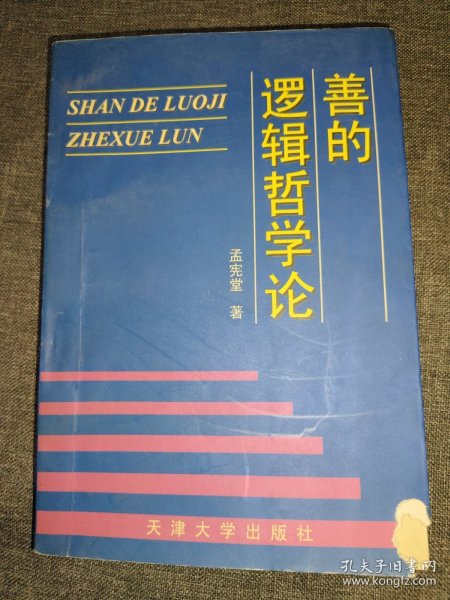 善的
逻辑哲学论
SHAN DE LUOJI
ZHEXUE LUN
孟宪堂 著
天津大学出版社
孔夫子旧书网
www.kongfz.com